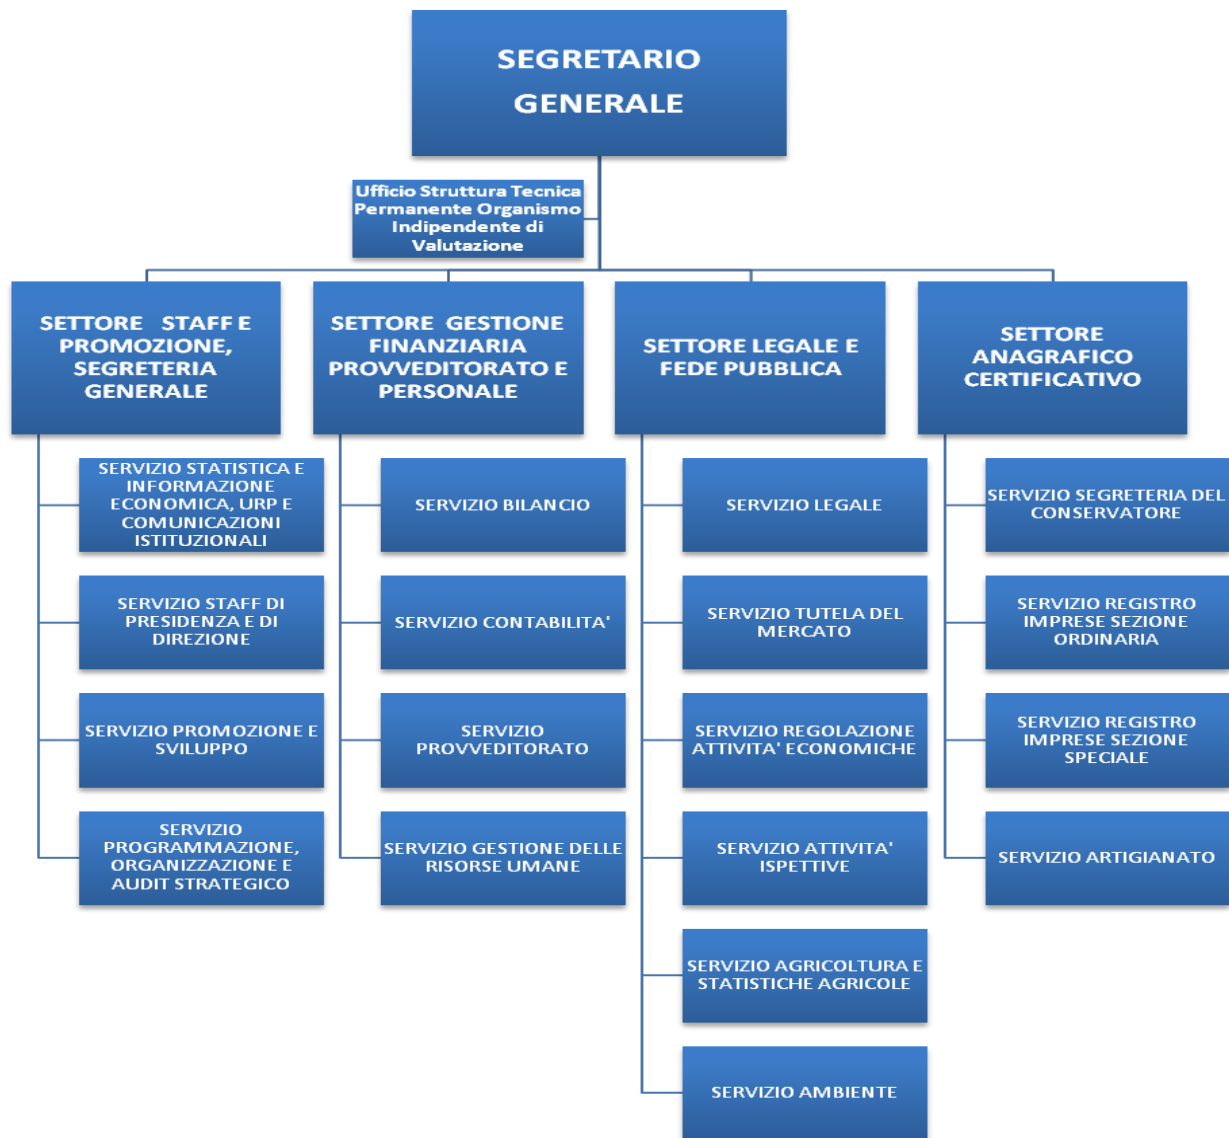 SEGRETARIO
GENERALE
Ufficio Struttura Tecnica
Permanente Organismo
Indipendente di
Valutazione
SETTORE STAFF E
PROMOZIONE,
SEGRETERIA
GENERALE
SERVIZIO STATISTICA E
INFORMAZIONE
ECONOMICA, URP E
COMUNICAZIONI
ISTITUZIONALI
SERVIZIO STAFF DI
PRESIDENZA E DI
DIREZIONE
SERVIZIO PROMOZIONE E
SVILUPPO
SERVIZIO
PROGRAMMAZIONE,
ORGANIZZAZIONE E
AUDIT STRATEGICO
SETTORE GESTIONE
FINANZIARIA
PROVVEDITORATO E
PERSONALE
SERVIZIO BILANCIO
SERVIZIO CONTABILITA'
SERVIZIO
PROVVEDITORATO
SERVIZIO GESTIONE DELLE
RISORSE UMANE
SETTORE LEGALE E
FEDE PUBBLICA
SERVIZIO LEGALE
SERVIZIO TUTELA DEL
MERCATO
SERVIZIO REGOLAZIONE
ATTIVITA' ECONOMICHE
SERVIZIO ATTIVITA'
ISPETTIVE
SERVIZIO AGRICOLTURA E
STATISTICHE AGRICOLE
SERVIZIO AMBIENTE
SETTORE
ANAGRAFICO
CERTIFICATIVO
SERVIZIO SEGRETERIA DEL
CONSERVATORE
SERVIZIO REGISTRO
IMPRESE SEZIONE
ORDINARIA
SERVIZIO REGISTRO
IMPRESE SEZIONE
SPECIALE
SERVIZIO ARTIGIANATO